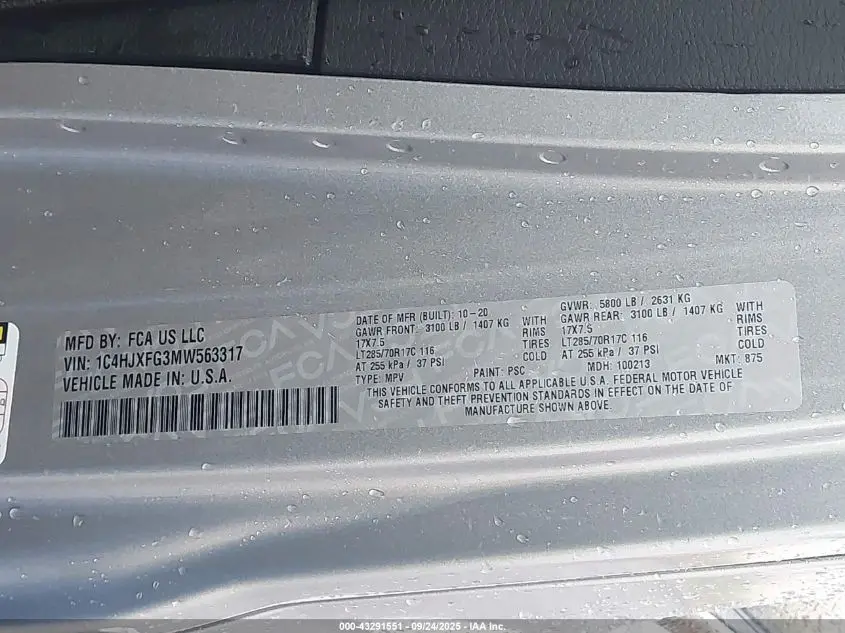 MFD BY: FCA US LLC
VIN: 1C4HJXFG3MW563317
VEHICLE MADE IN: U.S.A.
DATE OF MFR (BUILT): 10-20
GAWR FRONT: 3100 LB / 1407 KG WITH
17X7.5 RIMS
LT285/70R17C 116 TIRES
AT 255 kPa / 37 PSI COLD
TYPE: MPV PAINT: PSC
GVWR: 5800 LB / 2631 KG
GAWR REAR: 3100 LB / 1407 KG WITH
17X7.5 RIMS
LT285/70R17C 116 TIRES
AT 255 kPa / 37 PSI COLD
MDH: 100213 MKT: 875
THIS VEHICLE CONFORMS TO ALL APPLICABLE U.S.A. FEDERAL MOTOR VEHICLE
SAFETY AND THEFT PREVENTION STANDARDS IN EFFECT ON THE DATE OF
MANUFACTURE SHOWN ABOVE.
000-43291551 09/24/2025 IAA Inc.